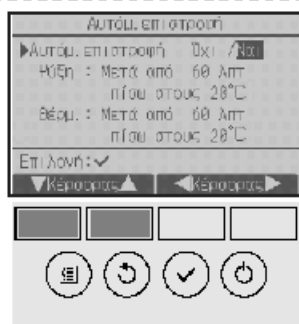 Αυτόμ.επιστροφή
▶Αυτόμ.επιστροφή Όχι /Ναι
Ψύξη : Μετά από 60 λπτ
πίσω στους 28°C
Θέρμ.: Μετά από 60 λπτ
πίσω στους 20°C
Επιλογή:✔
▼Κέρσορας▲ ◀Κέρσορας▶